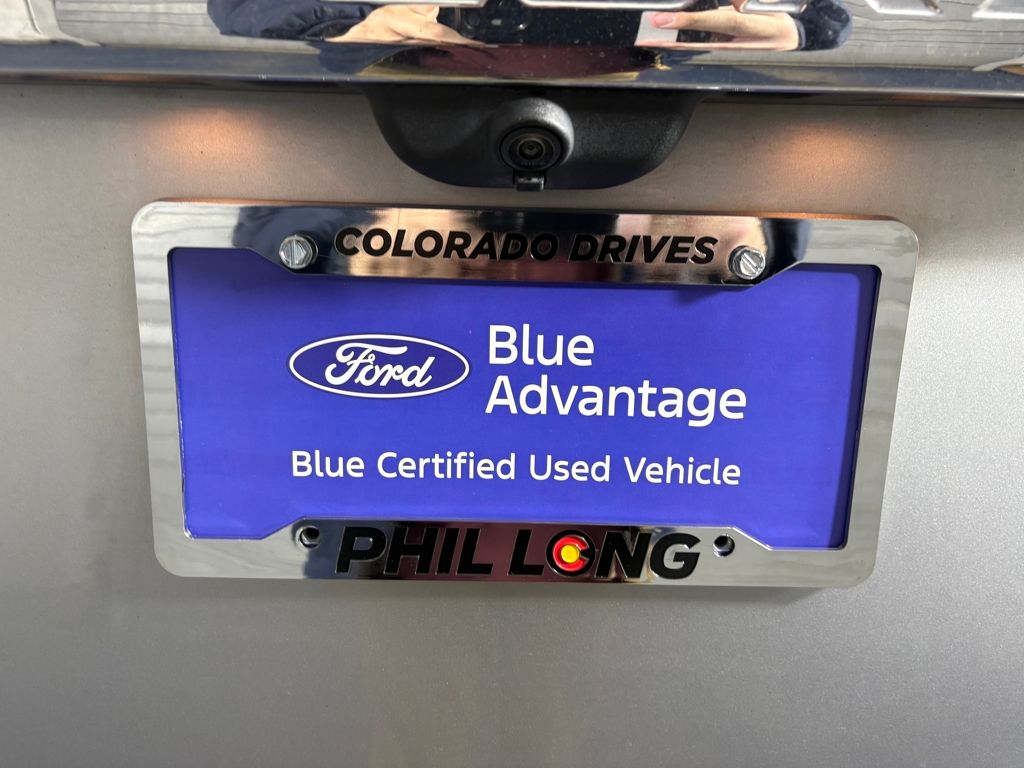 COLORADO DRIVES
Ford
Blue
Advantage
Blue Certified Used Vehicle
PHIL LONG